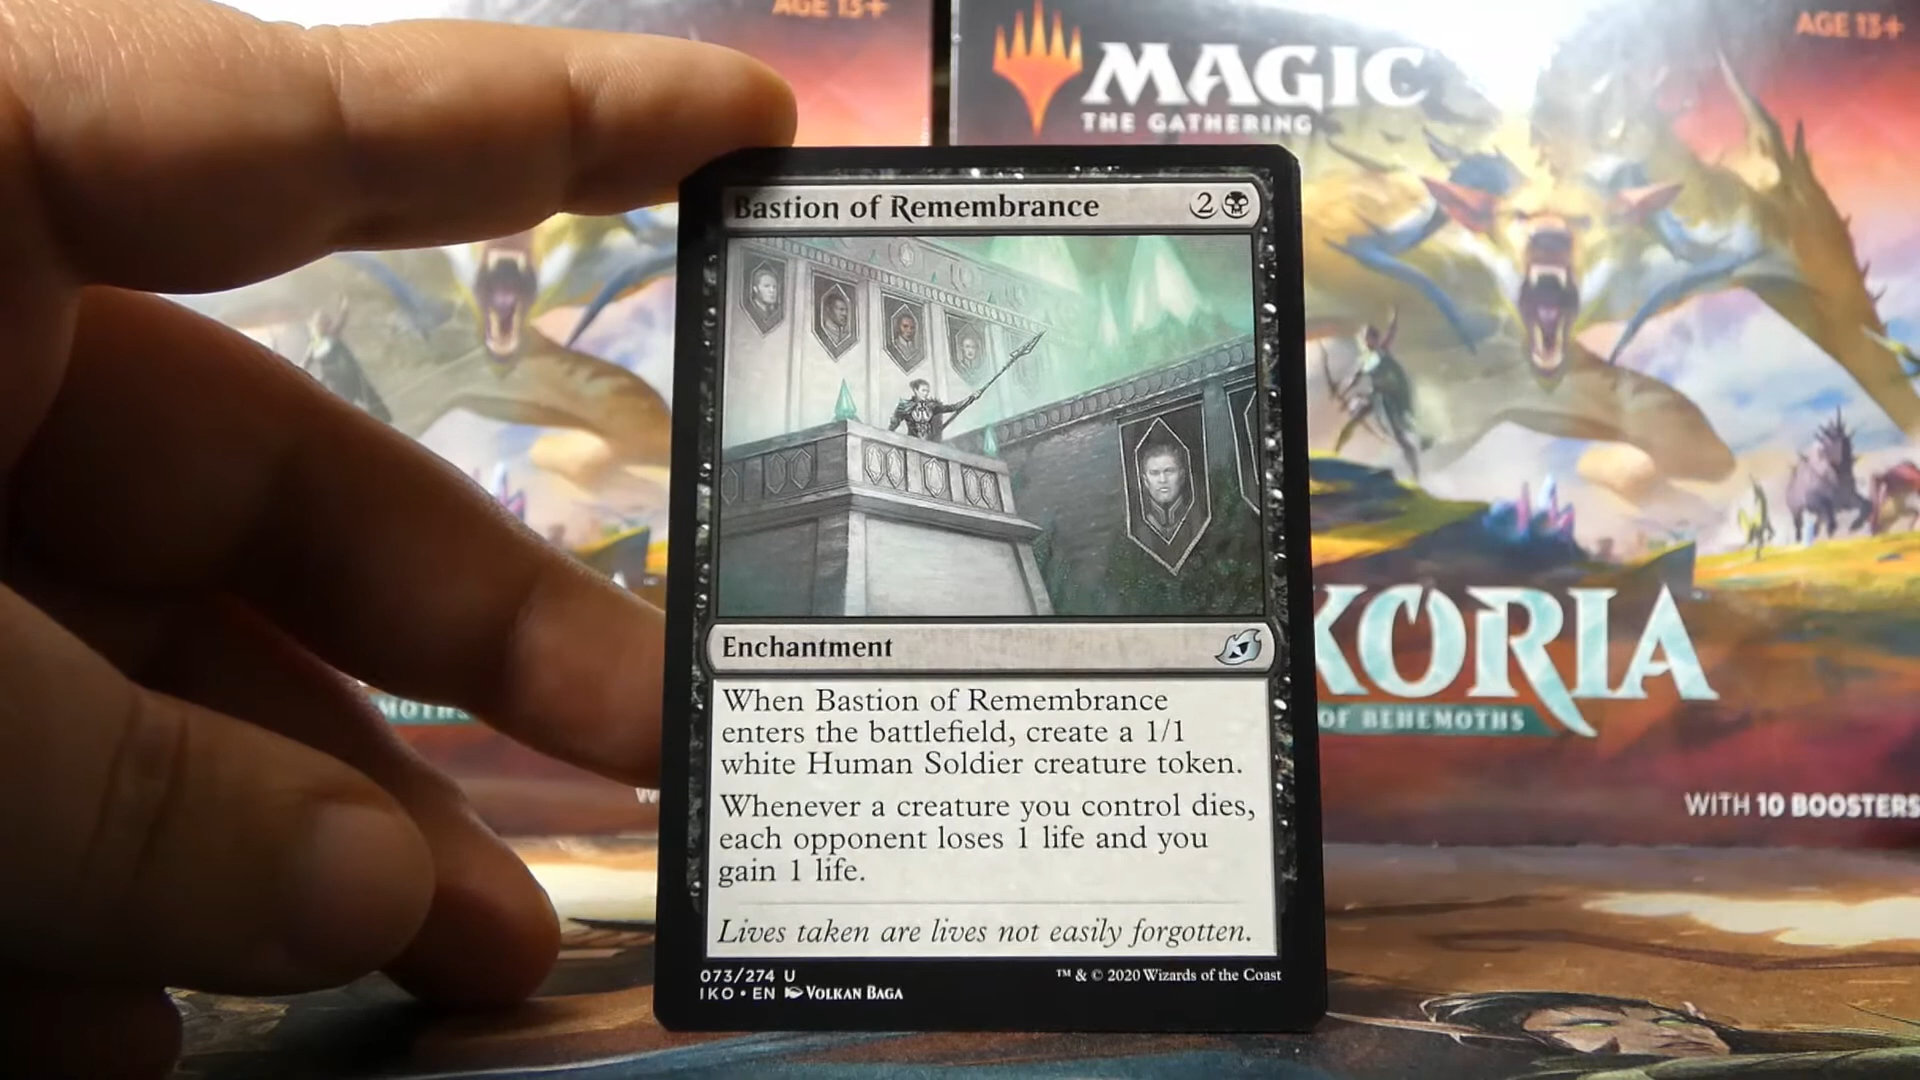 AGE 13+
AGE 13+
MAGIC
THE GATHERING
Bastion of Remembrance 2
Enchantment
When Bastion of Remembrance
enters the battlefield, create a 1/1
white Human Soldier creature token.
Whenever a creature you control dies,
each opponent loses 1 life and you
gain 1 life.
Lives taken are lives not easily forgotten.
073/274 U
IKO • EN VOLKAN BAGA
™ & © 2020 Wizards of the Coast
KORIA
OF BEHEMOTHS
WITH 10 BOOSTERS